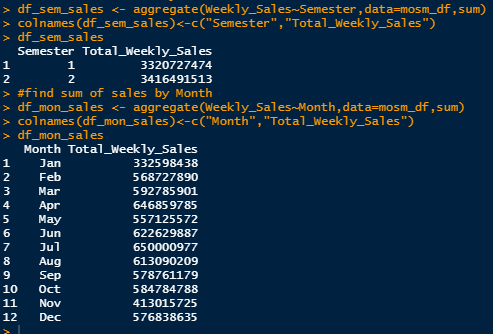 > df_sem_sales <- aggregate(Weekly_Sales~Semester,data=mosm_df,sum)
> colnames(df_sem_sales)<-c("Semester","Total_Weekly_Sales")
> df_sem_sales
  Semester Total_Weekly_Sales
1        1         3320727474
2        2         3416491513
> #find sum of sales by Month
> df_mon_sales <- aggregate(Weekly_Sales~Month,data=mosm_df,sum)
> colnames(df_mon_sales)<-c("Month","Total_Weekly_Sales")
> df_mon_sales
   Month Total_Weekly_Sales
1    Jan          332598438
2    Feb          568727890
3    Mar          592785901
4    Apr          646859785
5    May          557125572
6    Jun          622629887
7    Jul          650000977
8    Aug          613090209
9    Sep          578761179
10   Oct          584784788
11   Nov          413015725
12   Dec          576838635
>